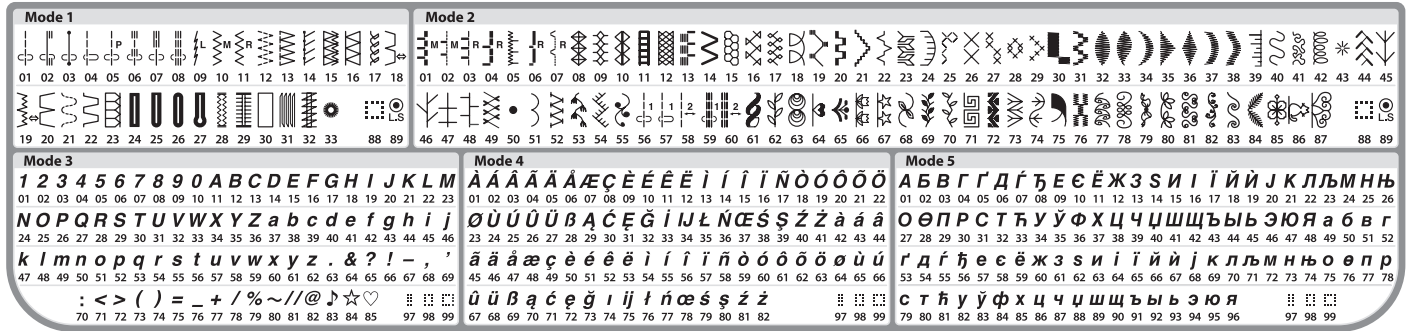 Mode 1
P L M R
01 02 03 04 05 06 07 08 09 10 11 12 13 14 15 16 17 18
L.S
19 20 21 22 23 24 25 26 27 28 29 30 31 32 33 88 89
Mode 2
M M R R R
01 02 03 04 05 06 07 08 09 10 11 12 13 14 15 16 17 18 19 20 21 22 23 24 25 26 27 28 29 30 31 32 33 34 35 36 37 38 39 40 41 42 43 44 45
1 1 2 1 2 L.S
46 47 48 49 50 51 52 53 54 55 56 57 58 59 60 61 62 63 64 65 66 67 68 69 70 71 72 73 74 75 76 77 78 79 80 81 82 83 84 85 86 87 88 89
Mode 3
1 2 3 4 5 6 7 8 9 0 A B C D E F G H I J K L M
01 02 03 04 05 06 07 08 09 10 11 12 13 14 15 16 17 18 19 20 21 22 23
N O P Q R S T U V W X Y Z a b c d e f g h i j
24 25 26 27 28 29 30 31 32 33 34 35 36 37 38 39 40 41 42 43 44 45 46
k l m n o p q r s t u v w x y z . & ? ! – , ’
47 48 49 50 51 52 53 54 55 56 57 58 59 60 61 62 63 64 65 66 67 68 69
: < > ( ) = _ + / % ~ // @ ♪ ☆ ♡
70 71 72 73 74 75 76 77 78 79 80 81 82 83 84 85 97 98 99
Mode 4
À Á Â Ã Ä Å Æ Ç È É Ê Ë Ì Í Î Ï Ñ Ò Ó Ô Õ Ö
01 02 03 04 05 06 07 08 09 10 11 12 13 14 15 16 17 18 19 20 21 22
Ø Ù Ú Û Ü ß Ą Ć Ę Ğ İ IJ Ł Ń Œ Ś Ş Ź Ż à á â
23 24 25 26 27 28 29 30 31 32 33 34 35 36 37 38 39 40 41 42 43 44
ã ä å æ ç è é ê ë ì í î ï ñ ò ó ô õ ö ø ù ú
45 46 47 48 49 50 51 52 53 54 55 56 57 58 59 60 61 62 63 64 65 66
û ü ß ą ć ę ğ ı ij ł ń œ ś ş ź ż
67 68 69 70 71 72 73 74 75 76 77 78 79 80 81 82 97 98 99
Mode 5
А Б В Г Ґ Д Ѓ Ђ Е Є Ё Ж З Ѕ И І Ї Й Ѝ Ј К Л Љ М Н Њ
01 02 03 04 05 06 07 08 09 10 11 12 13 14 15 16 17 18 19 20 21 22 23 24 25 26
О Ө П Р С Т Ћ У Ў Ф Х Ц Ч Џ Ш Щ Ъ Ы Ь Э Ю Я а б в г
27 28 29 30 31 32 33 34 35 36 37 38 39 40 41 42 43 44 45 46 47 48 49 50 51 52
ґ д ѓ ђ е є ё ж з ѕ и і ї й ѝ ј к л љ м н њ о ө п р
53 54 55 56 57 58 59 60 61 62 63 64 65 66 67 68 69 70 71 72 73 74 75 76 77 78
с т ћ у ў ф х ц ч џ ш щ ъ ы ь э ю я
79 80 81 82 83 84 85 86 87 88 89 90 91 92 93 94 95 96 97 98 99